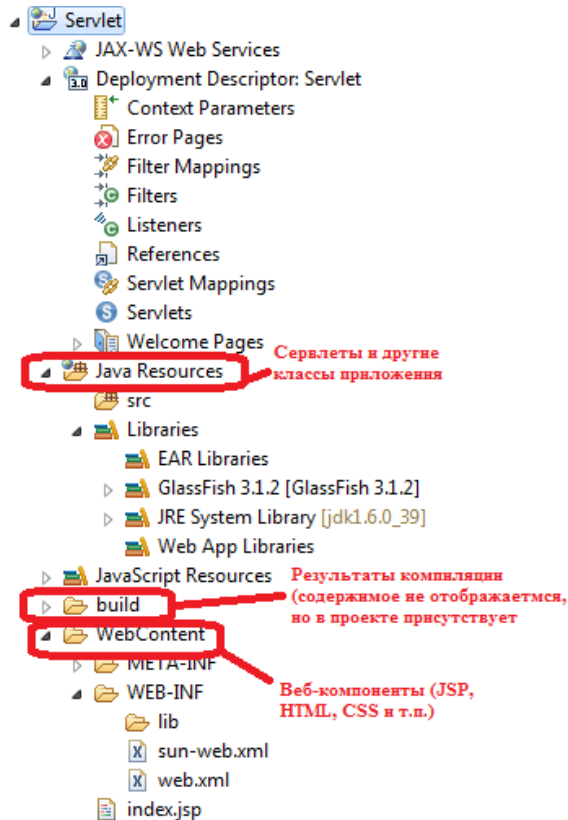 Servlet
JAX-WS Web Services
3.0 Deployment Descriptor: Servlet
Context Parameters
Error Pages
Filter Mappings
Filters
Listeners
References
Servlet Mappings
Servlets
Welcome Pages
Сервлеты и другие
Java Resources
классы приложения
src
Libraries
EAR Libraries
GlassFish 3.1.2 [GlassFish 3.1.2]
JRE System Library [jdk1.6.0_39]
Web App Libraries
JavaScript Resources
Результаты компиляции
build
(содержимое не отображаетмся,
но в проекте присутствует
WebContent
META-INF
WEB-INF
Веб-компоненты (JSP,
HTML, CSS и т.п.)
lib
sun-web.xml
web.xml
index.jsp